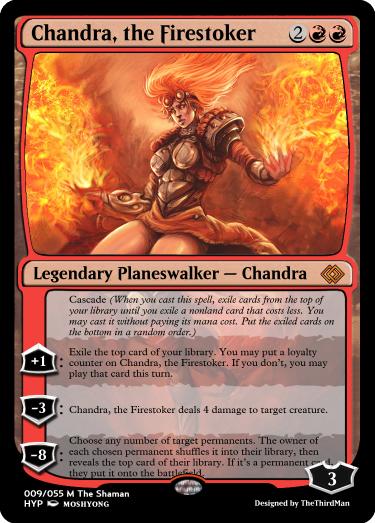 Chandra, the Firestoker 2
Legendary Planeswalker — Chandra
Cascade (When you cast this spell, exile cards from the top of
your library until you exile a nonland card that costs less. You
may cast it without paying its mana cost. Put the exiled cards on
the bottom in a random order.)
+1: Exile the top card of your library. You may put a loyalty
counter on Chandra, the Firestoker. If you don't, you may
play that card this turn.
-3: Chandra, the Firestoker deals 4 damage to target creature.
-8: Choose any number of target permanents. The owner of
each chosen permanent shuffles it into their library, then
reveals the top card of their library. If it's a permanent card,
they put it onto the battlefield.
3
009/055 M The Shaman
HYP MOSHYONG
Designed by TheThirdMan